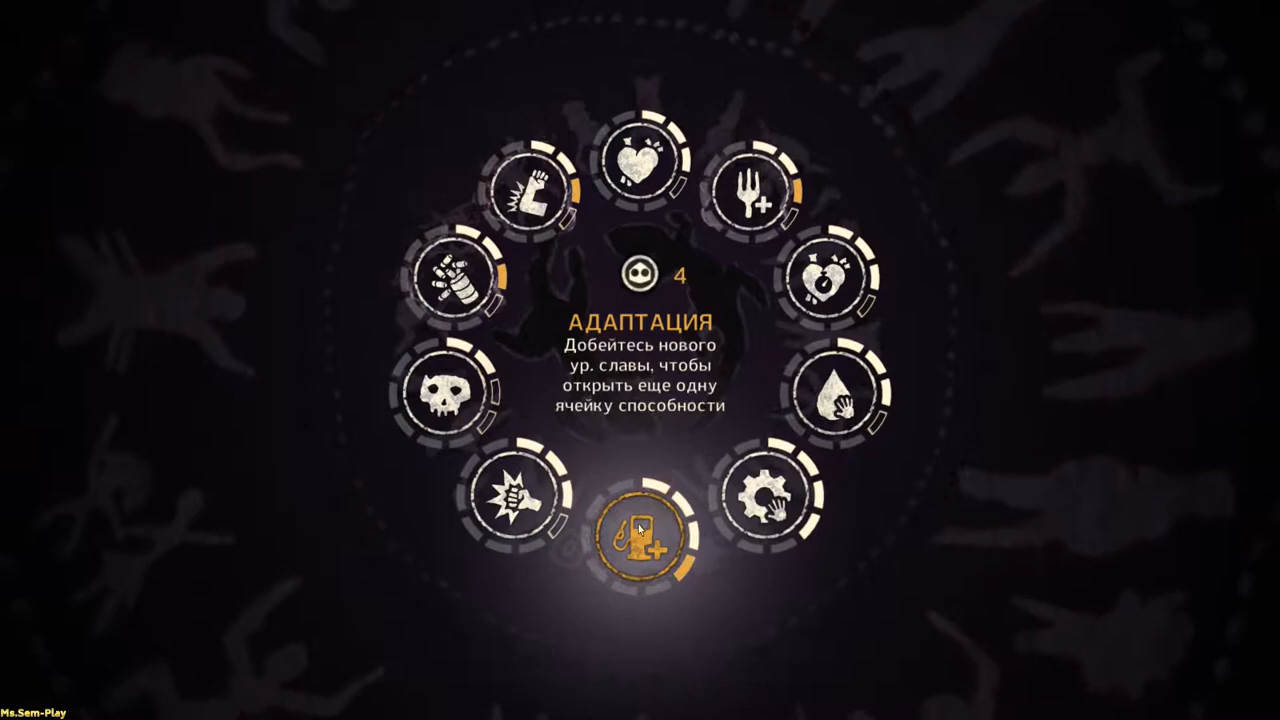 4
АДАПТАЦИЯ
Добейтесь нового
ур. славы, чтобы
открыть еще одну
ячейку способности
Ms.Sem-Play